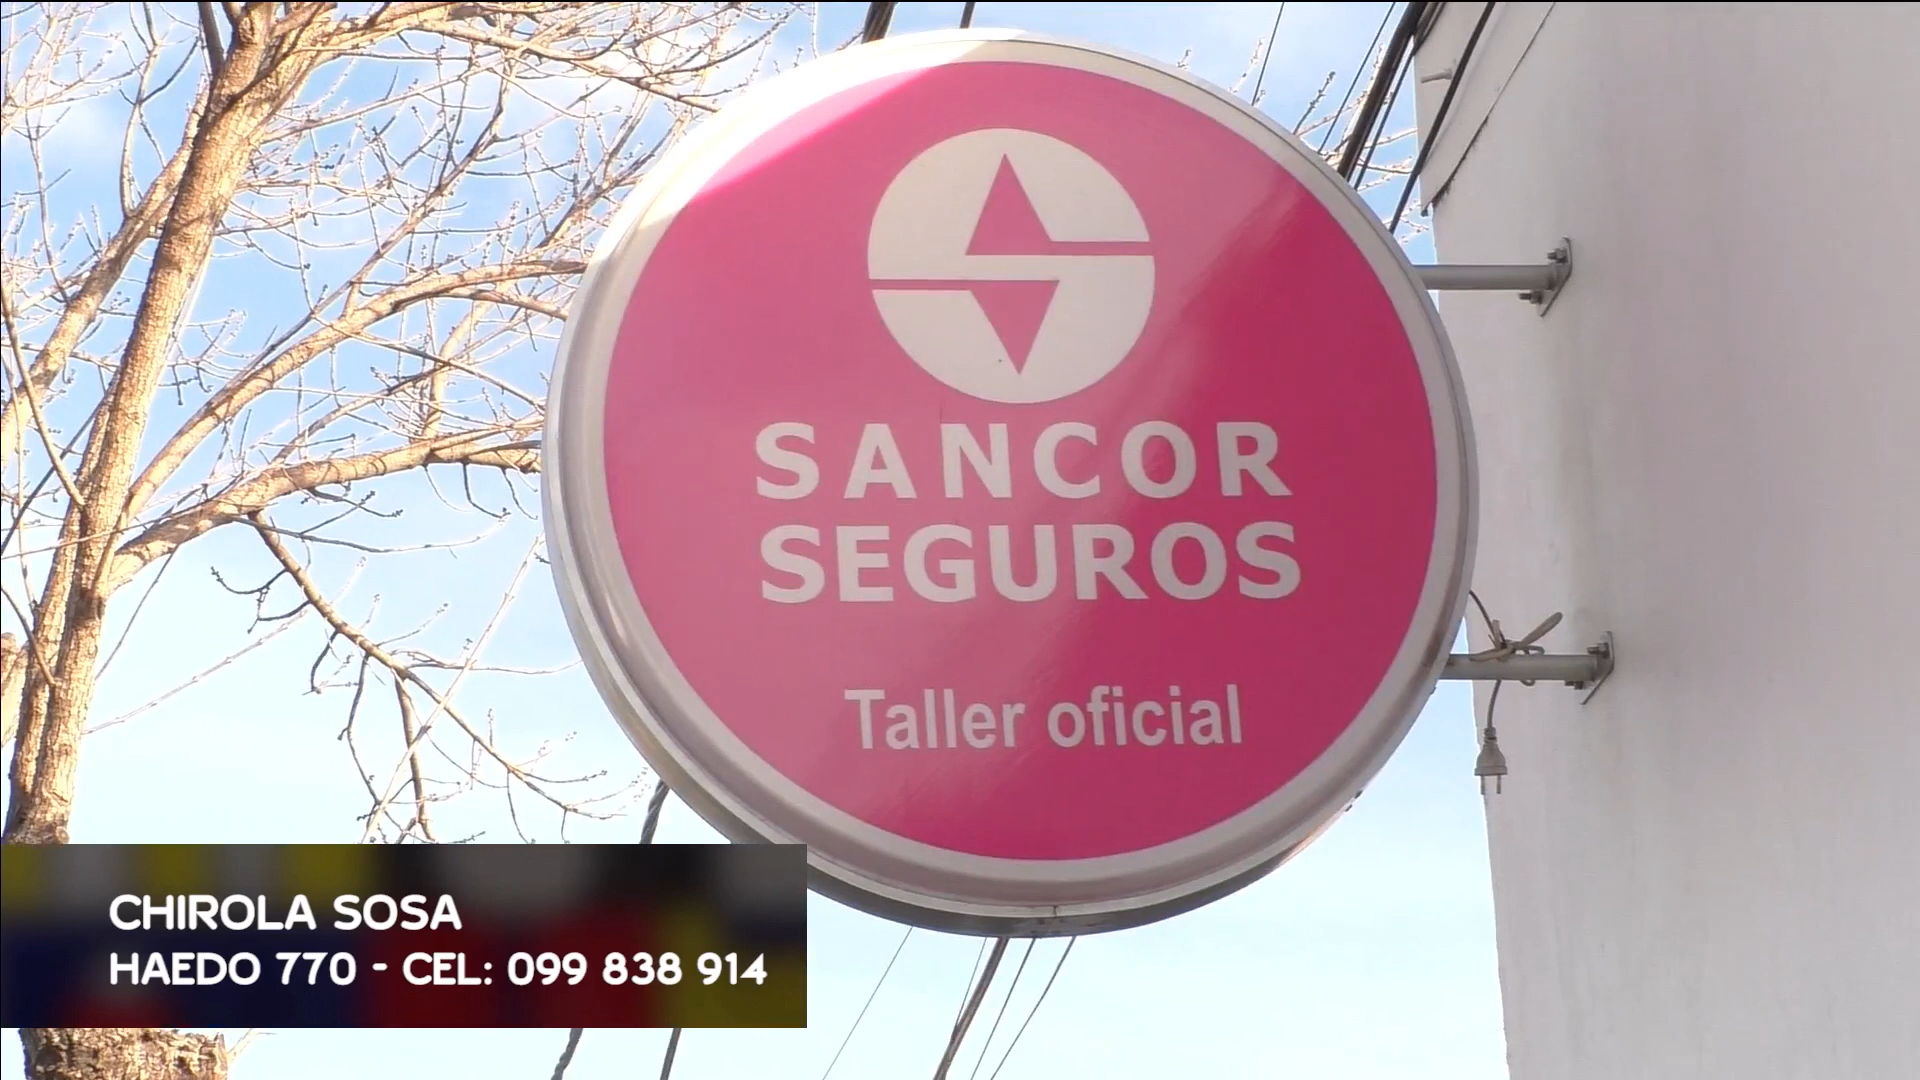 SANCOR
SEGUROS
Taller oficial
CHIROLA SOSA
HAEDO 770 - CEL: 099 838 914